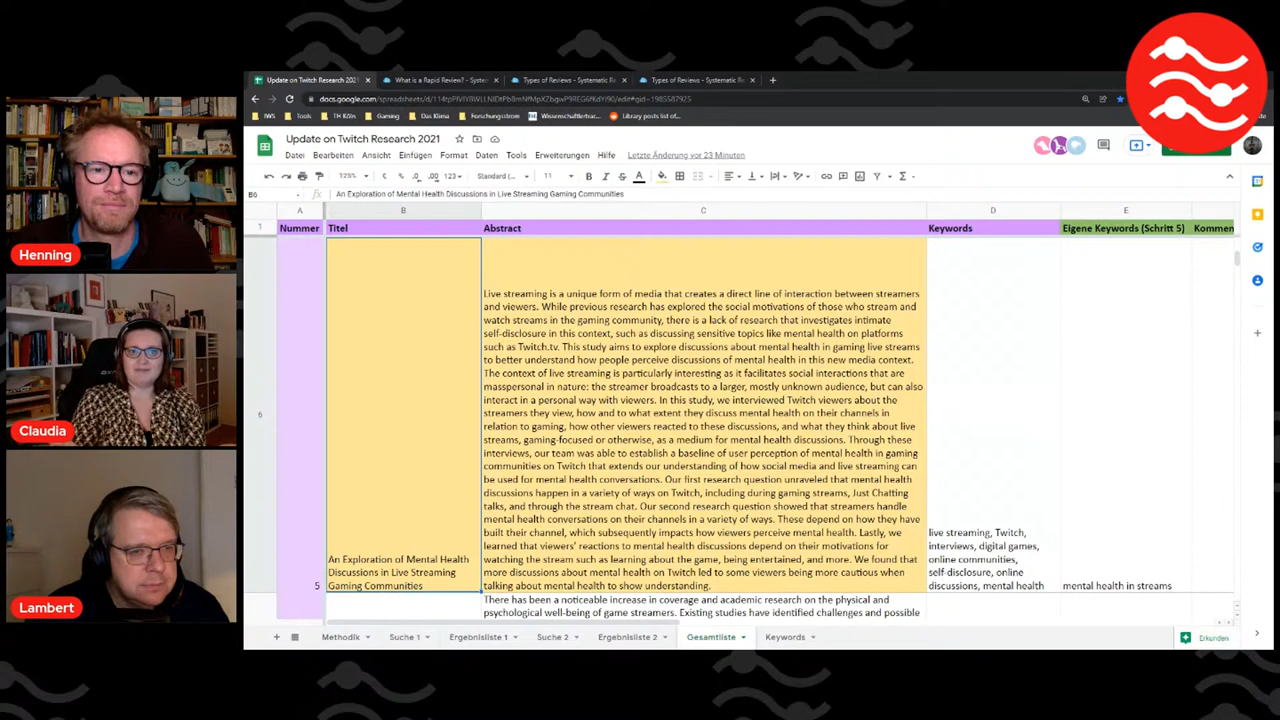 Update on Twitch Research 2021
What is a Rapid Review? - System
Types of Reviews - Systematic Re
Types of Reviews - Systematic Re
IWS
Tools
TH Köln
Gaming
Das Klima
Forschungsstrom
Wissenschaftlertrac...
Library posts list of...
Update on Twitch Research 2021
Datei Bearbeiten Ansicht Einfügen Format Daten Tools Erweiterungen Hilfe Letzte Änderung vor 23 Minuten
125% € % .0 .00 123 Standard (... 11 B I S A
B6 fx An Exploration of Mental Health Discussions in Live Streaming Gaming Communities
A B C D E
1 Nummer Titel Abstract Keywords Eigene Keywords (Schritt 5) Kommen
Live streaming is a unique form of media that creates a direct line of interaction between streamers
and viewers. While previous research has explored the social motivations of those who stream and
watch streams in the gaming community, there is a lack of research that investigates intimate
self-disclosure in this context, such as discussing sensitive topics like mental health on platforms
such as Twitch.tv. This study aims to explore discussions about mental health in gaming live streams
to better understand how people perceive discussions of mental health in this new media context.
The context of live streaming is particularly interesting as it facilitates social interactions that are
masspersonal in nature: the streamer broadcasts to a larger, mostly unknown audience, but can also
interact in a personal way with viewers. In this study, we interviewed Twitch viewers about the
streamers they view, how and to what extent they discuss mental health on their channels in
relation to gaming, how other viewers reacted to these discussions, and what they think about live
streams, gaming-focused or otherwise, as a medium for mental health discussions. Through these
interviews, our team was able to establish a baseline of user perception of mental health in gaming
communities on Twitch that extends our understanding of how social media and live streaming can
be used for mental health conversations. Our first research question unraveled that mental health
discussions happen in a variety of ways on Twitch, including during gaming streams, Just Chatting
talks, and through the stream chat. Our second research question showed that streamers handle
mental health conversations on their channels in a variety of ways. These depend on how they have
built their channel, which subsequently impacts how viewers perceive mental health. Lastly, we
learned that viewers' reactions to mental health discussions depend on their motivations for
watching the stream such as learning about the game, being entertained, and more. We found that
more discussions about mental health on Twitch led to some viewers being more cautious when
talking about mental health to show understanding.
6
5
An Exploration of Mental Health
Discussions in Live Streaming
Gaming Communities
live streaming, Twitch,
interviews, digital games,
online communities,
self-disclosure, online
discussions, mental health
mental health in streams
There has been a noticeable increase in coverage and academic research on the physical and
psychological well-being of game streamers. Existing studies have identified challenges and possible
Methodik Suche 1 Ergebnisliste 1 Suche 2 Ergebnisliste 2 Gesamtliste Keywords
Erkunden
Henning
Claudia
Lambert